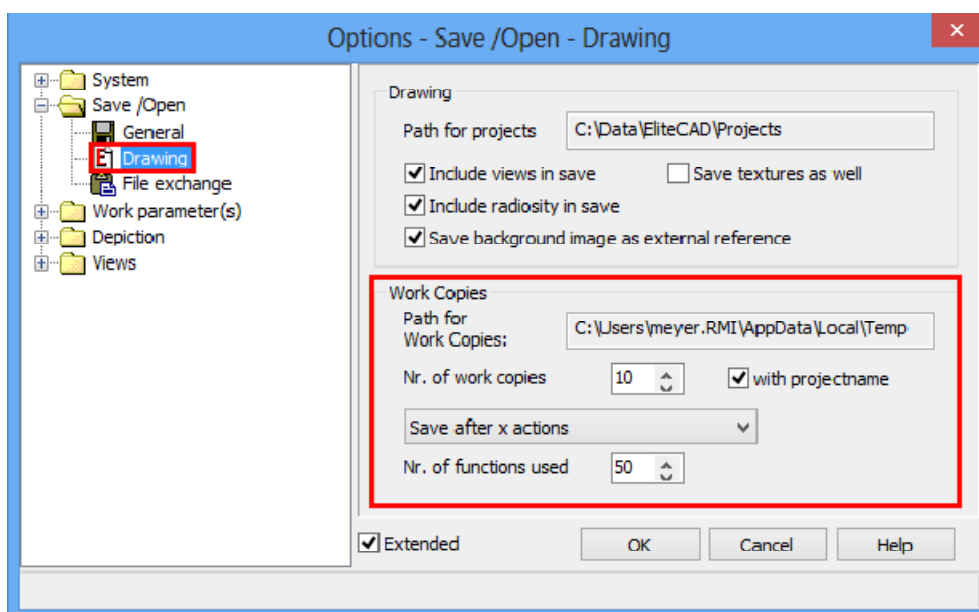 Options - Save /Open - Drawing
System
Save /Open
General
Drawing
File exchange
Work parameter(s)
Depiction
Views
Drawing
Path for projects C:\Data\EliteCAD\Projects
Include views in save Save textures as well
Include radiosity in save
Save background image as external reference
Work Copies
Path for
Work Copies: C:\Users\meyer.RMI\AppData\Local\Temp
Nr. of work copies 10 with projectname
Save after x actions
Nr. of functions used 50
Extended OK Cancel Help